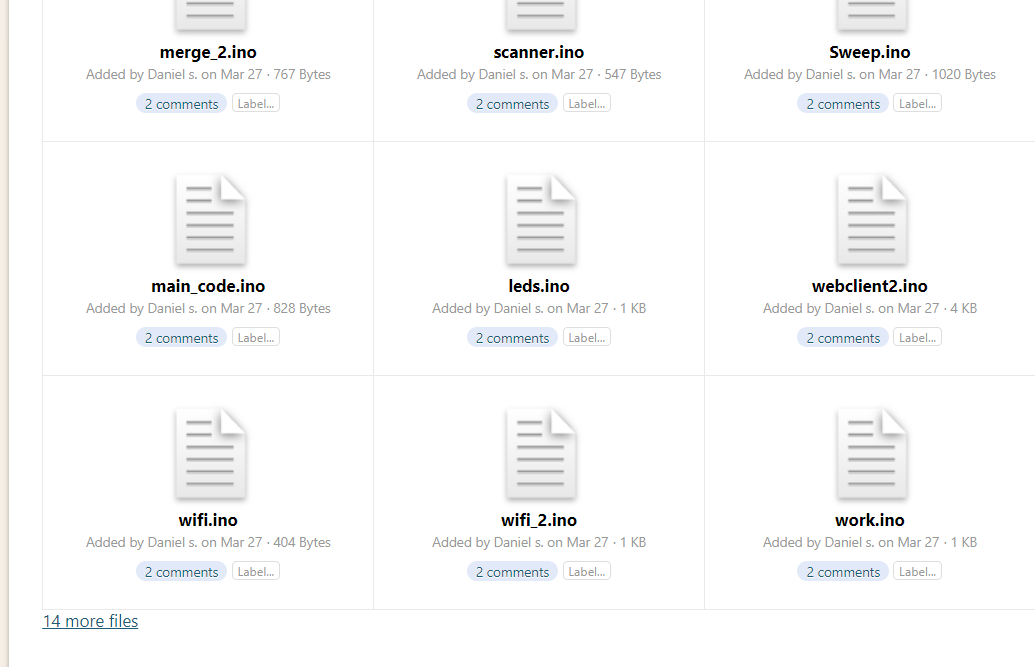 merge_2.ino
Added by Daniel s. on Mar 27 · 767 Bytes
2 comments Label...
scanner.ino
Added by Daniel s. on Mar 27 · 547 Bytes
2 comments Label...
Sweep.ino
Added by Daniel s. on Mar 27 · 1020 Bytes
2 comments Label...
main_code.ino
Added by Daniel s. on Mar 27 · 828 Bytes
2 comments Label...
leds.ino
Added by Daniel s. on Mar 27 · 1 KB
2 comments Label...
webclient2.ino
Added by Daniel s. on Mar 27 · 4 KB
2 comments Label...
wifi.ino
Added by Daniel s. on Mar 27 · 404 Bytes
2 comments Label...
wifi_2.ino
Added by Daniel s. on Mar 27 · 1 KB
2 comments Label...
work.ino
Added by Daniel s. on Mar 27 · 1 KB
2 comments Label...
14 more files